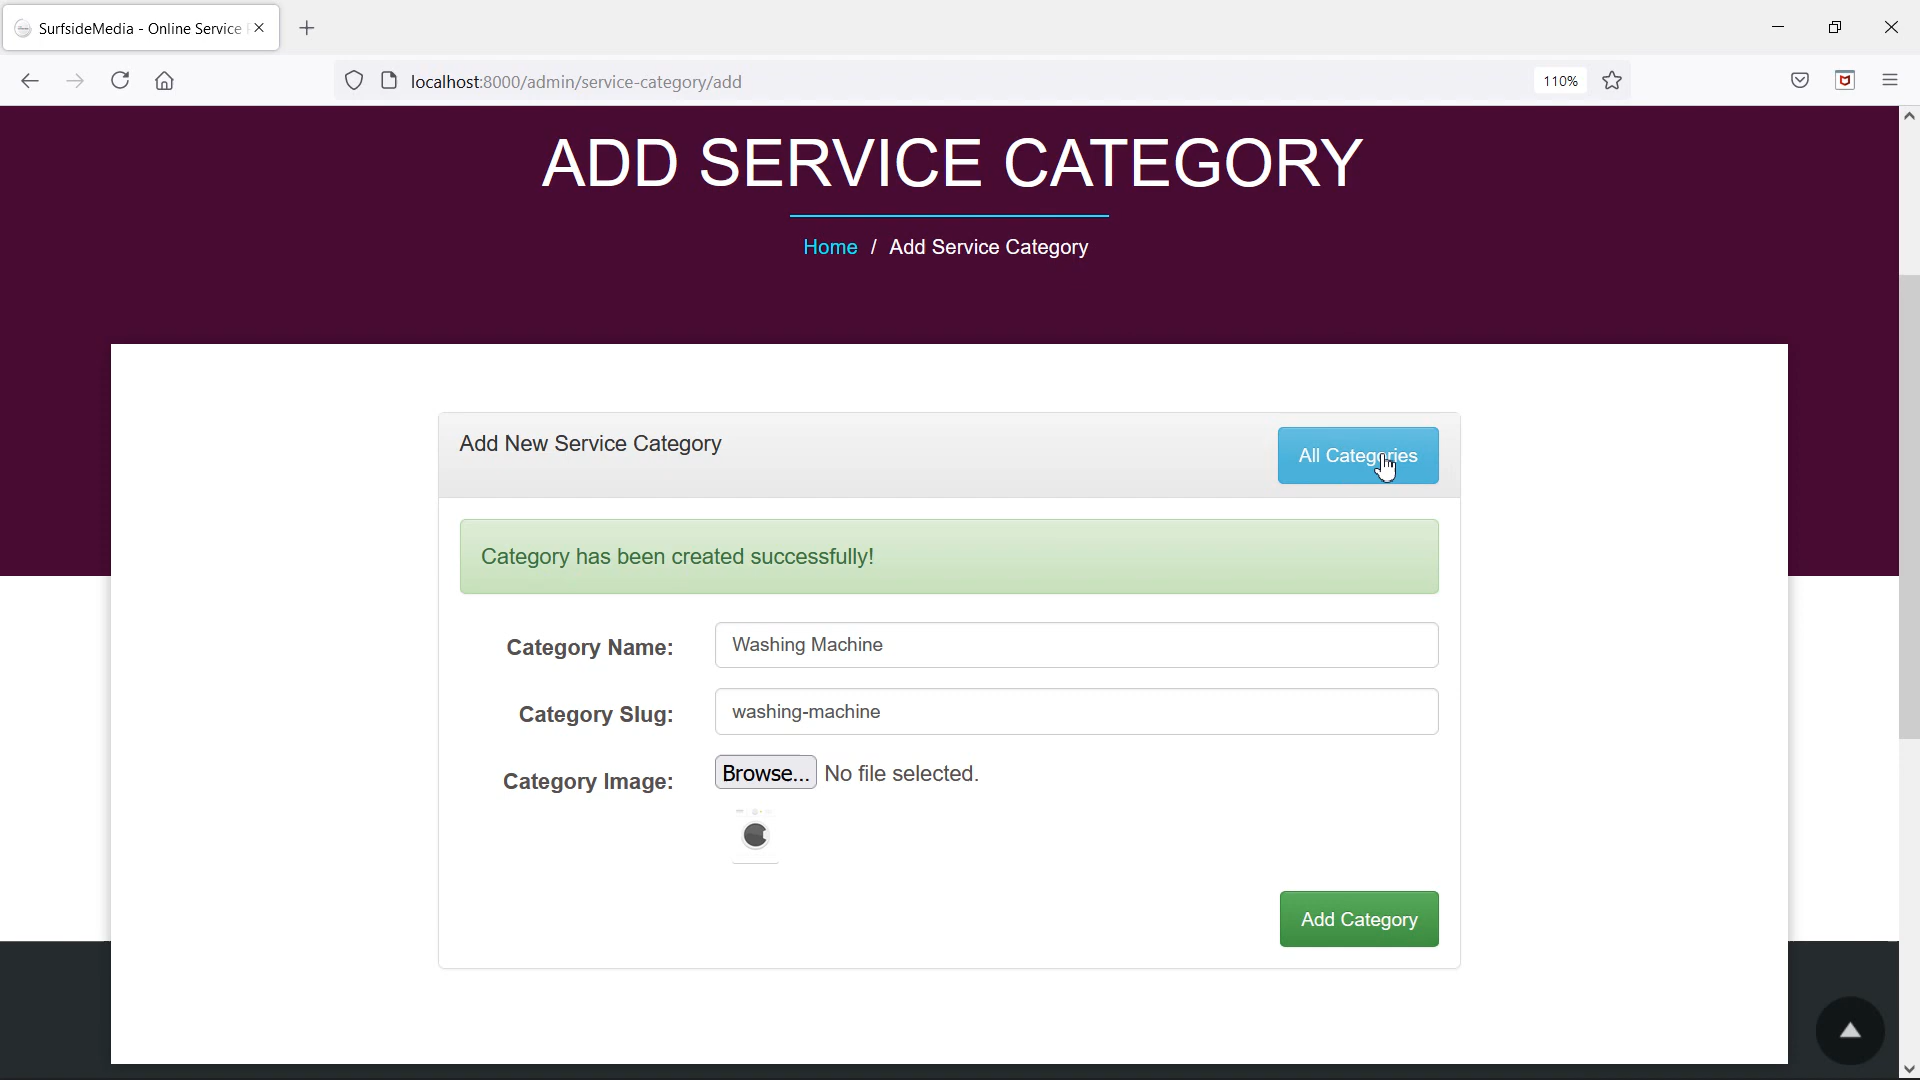 SurfsideMedia - Online Service
localhost:8000/admin/service-category/add
110%
ADD SERVICE CATEGORY
Home / Add Service Category
Add New Service Category
All Categories
Category has been created successfully!
Category Name: Washing Machine
Category Slug: washing-machine
Category Image: Browse... No file selected.
Add Category